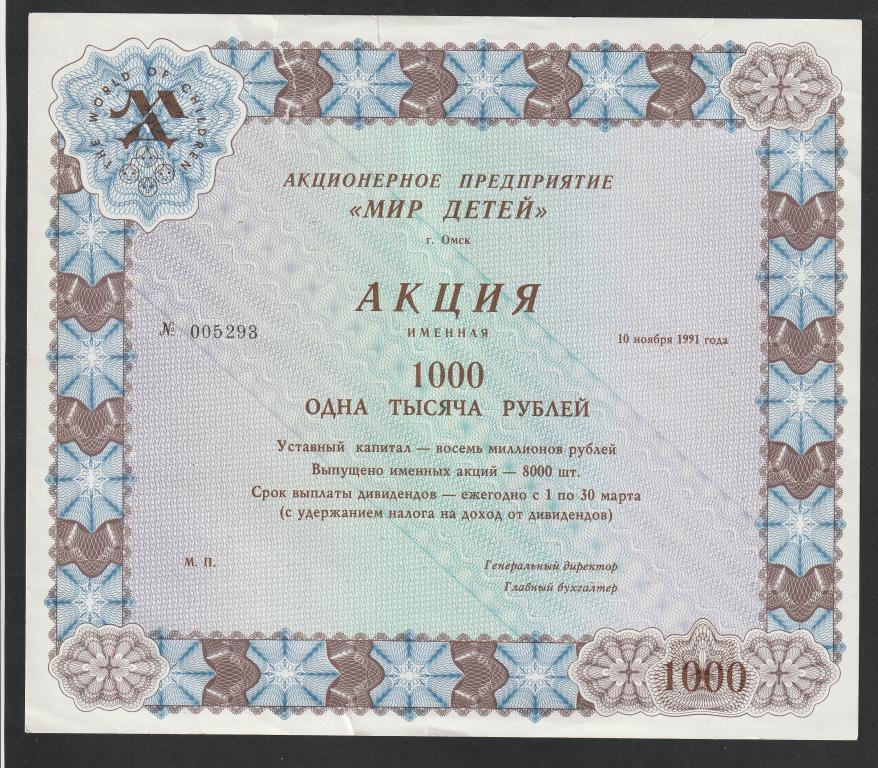 THE WORLD OF CHILDREN
АКЦИОНЕРНОЕ ПРЕДПРИЯТИЕ
«МИР ДЕТЕЙ»
г. Омск
АКЦИЯ
№ 005293
ИМЕННАЯ
10 ноября 1991 года
1000
ОДНА ТЫСЯЧА РУБЛЕЙ
Уставный капитал — восемь миллионов рублей
Выпущено именных акций — 8000 шт.
Срок выплаты дивидендов — ежегодно с 1 по 30 марта
(с удержанием налога на доход от дивидендов)
М. П.
Генеральный директор
Главный бухгалтер
1000